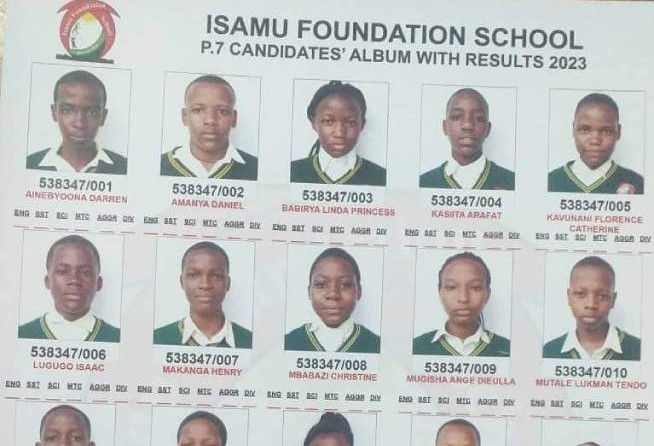 Isamu Foundation School
ISAMU FOUNDATION SCHOOL
P.7 CANDIDATES' ALBUM WITH RESULTS 2023
538347/001
AINEBYOONA DARREN
ENG SST SCI MTC AGGR DIV
538347/002
AMANYA DANIEL
ENG SST SCI MTC AGGR DIV
538347/003
BABIRYA LINDA PRINCESS
ENG SST SCI MTC AGGR DIV
538347/004
KASIITA ARAFAT
ENG SST SCI MTC AGGR DIV
538347/005
KAVUNANI FLORENCE
CATHERINE
ENG SST SCI MTC AGGR DIV
538347/006
LUGUGO ISAAC
ENG SST SCI MTC AGGR DIV
538347/007
MAKANGA HENRY
ENG SST SCI MTC AGGR DIV
538347/008
MBABAZI CHRISTINE
ENG SST SCI MTC AGGR DIV
538347/009
MUGISHA ANGE DIEULLA
ENG SST SCI MTC AGGR DIV
538347/010
MUTALE LUKMAN TENDO
ENG SST SCI MTC AGGR DIV